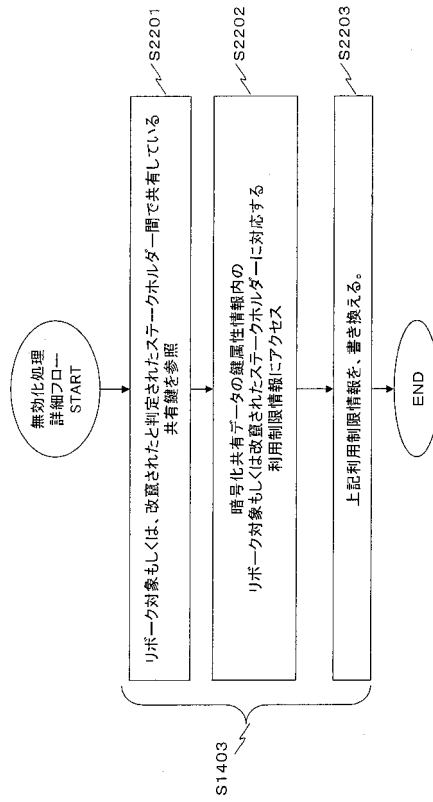 無効化処理
詳細フロー
START
リボーク対象もしくは、改竄されたと判定されたステークホルダー間で共有している
共有鍵を参照
S2201
暗号化共有データの鍵属性情報内の
リボーク対象もしくは改竄されたステークホルダーに対応する
利用制限情報にアクセス
S2202
上記利用制限情報を、書き換える。
S2203
S1403
END